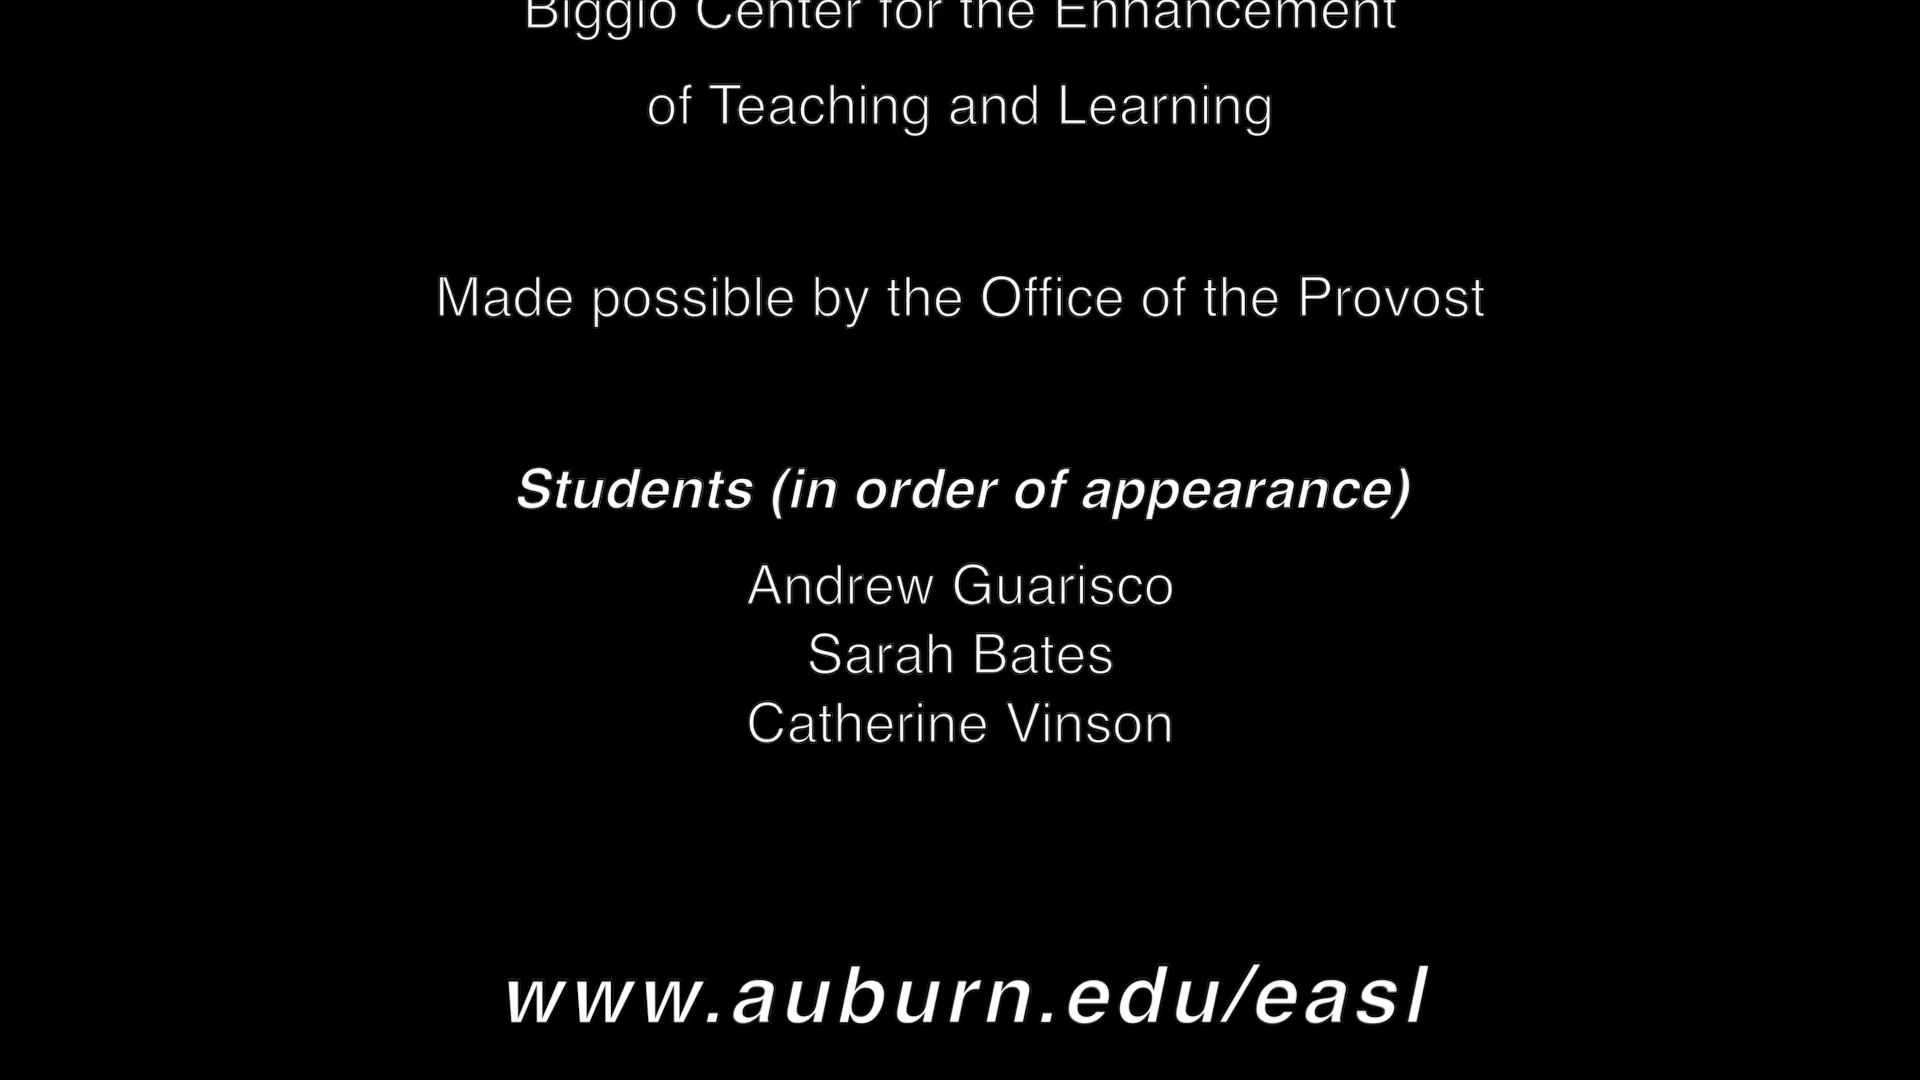 Biggio Center for the Enhancement
of Teaching and Learning
Made possible by the Office of the Provost
Students (in order of appearance)
Andrew Guarisco
Sarah Bates
Catherine Vinson
www.auburn.edu/easl